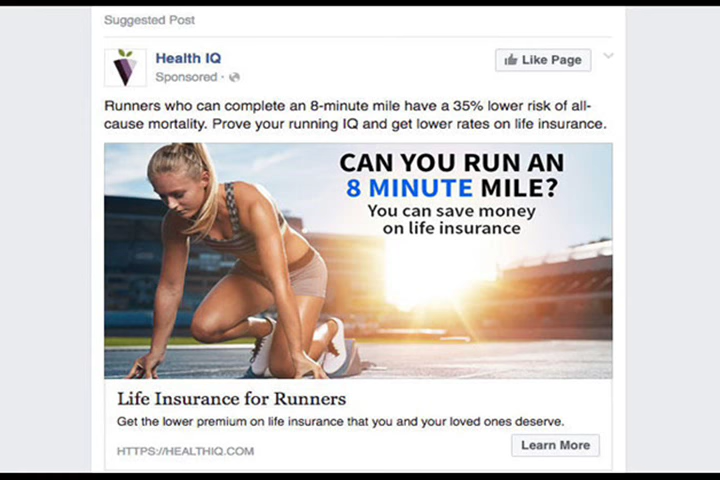 Suggested Post
Health IQ
Sponsored ·
Like Page
Runners who can complete an 8-minute mile have a 35% lower risk of all-
cause mortality. Prove your running IQ and get lower rates on life insurance.
CAN YOU RUN AN
8 MINUTE MILE?
You can save money
on life insurance
Life Insurance for Runners
Get the lower premium on life insurance that you and your loved ones deserve.
HTTPS://HEALTHIQ.COM
Learn More